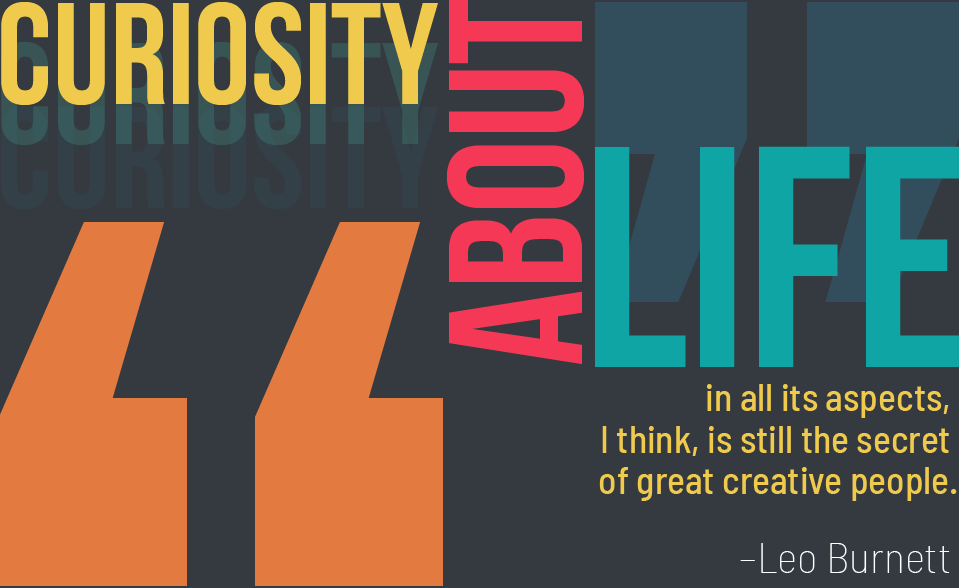 CURIOSITY
CURIOSITY
CURIOSITY
ABOUT
LIFE
in all its aspects,
I think, is still the secret
of great creative people.
–Leo Burnett